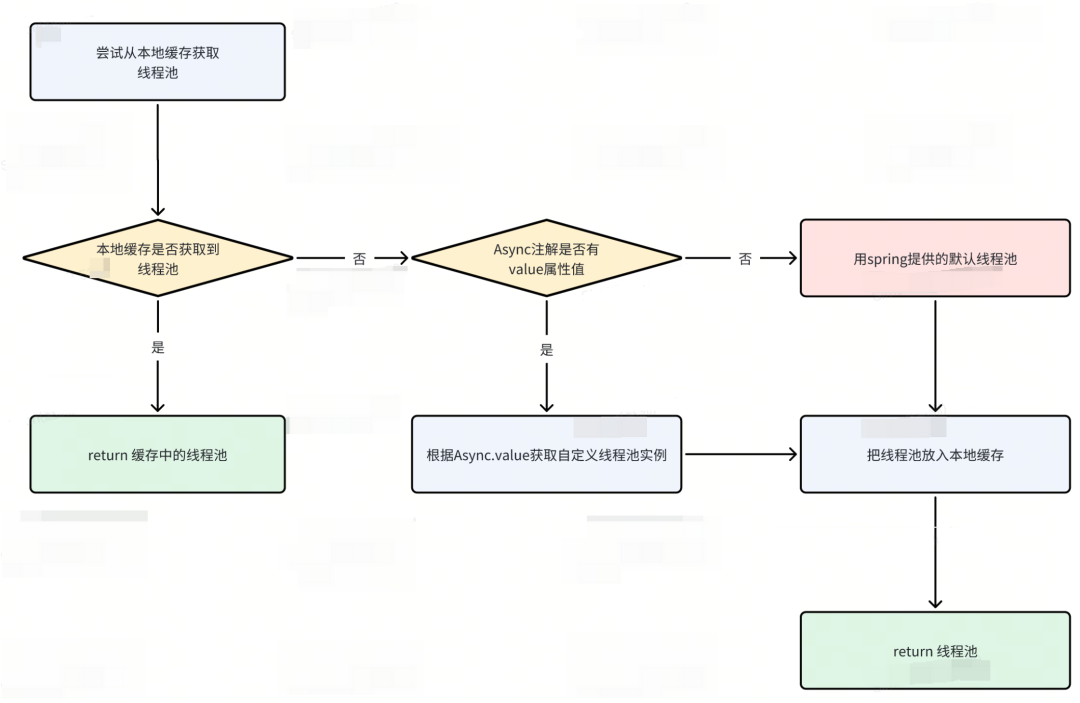 尝试从本地缓存获取
线程池
本地缓存是否获取到
线程池
否
Async注解是否有
value属性值
否
用spring提供的默认线程池
是
是
return 缓存中的线程池
根据Async.value获取自定义线程池实例
把线程池放入本地缓存
return 线程池